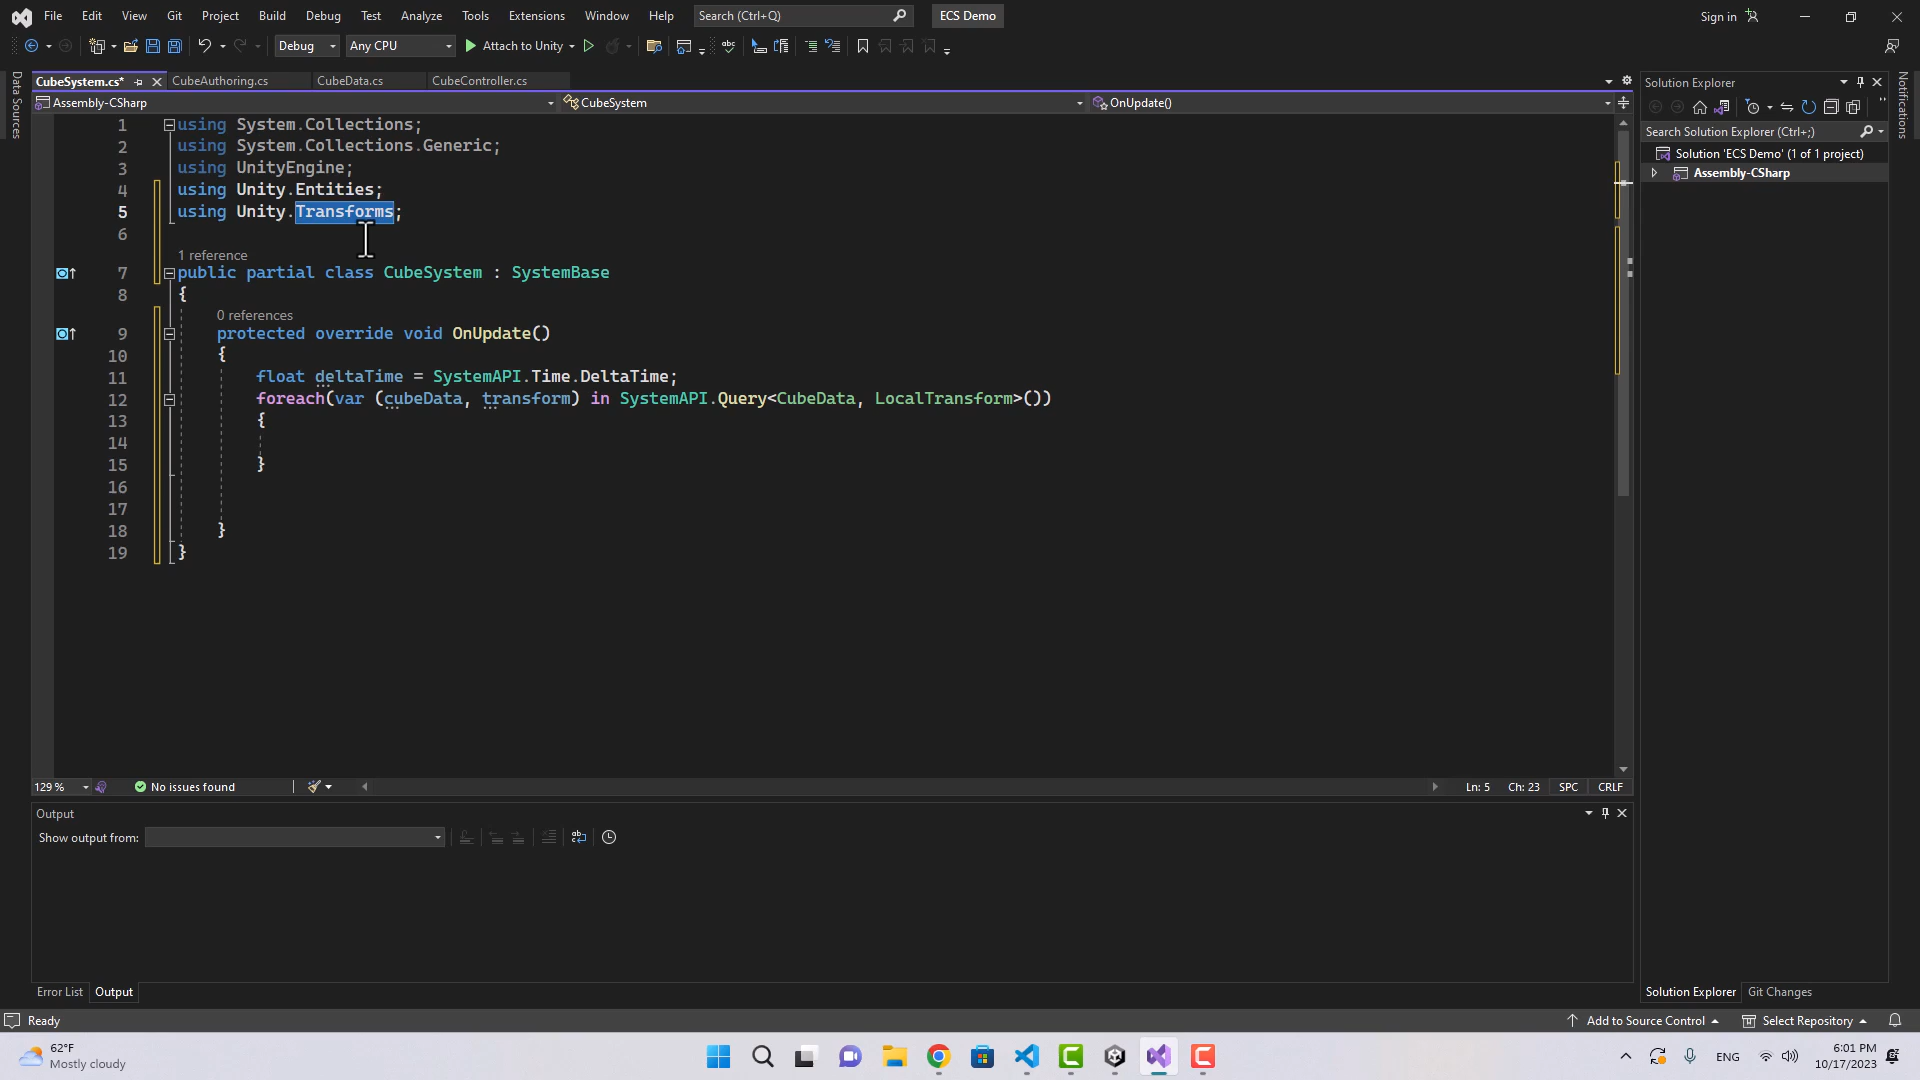 File Edit View Git Project Build Debug Test Analyze Tools Extensions Window Help Search (Ctrl+Q) ECS Demo Sign in
Debug Any CPU Attach to Unity
Data Sources
CubeSystem.cs* CubeAuthoring.cs CubeData.cs CubeController.cs
Assembly-CSharp CubeSystem OnUpdate()
1 using System.Collections;
2 using System.Collections.Generic;
3 using UnityEngine;
4 using Unity.Entities;
5 using Unity.Transforms;
6
1 reference
7 public partial class CubeSystem : SystemBase
8 {
0 references
9 protected override void OnUpdate()
10 {
11 float deltaTime = SystemAPI.Time.DeltaTime;
12 foreach(var (cubeData, transform) in SystemAPI.Query<CubeData, LocalTransform>())
13 {
14
15 }
16
17
18 }
19 }
129 % No issues found Ln: 5 Ch: 23 SPC CRLF
Output
Show output from:
Error List Output
Solution Explorer
Search Solution Explorer (Ctrl+;)
Solution 'ECS Demo' (1 of 1 project)
Assembly-CSharp
Solution Explorer Git Changes
Notifications
Ready Add to Source Control Select Repository
62°F
Mostly cloudy
ENG
6:01 PM
10/17/2023